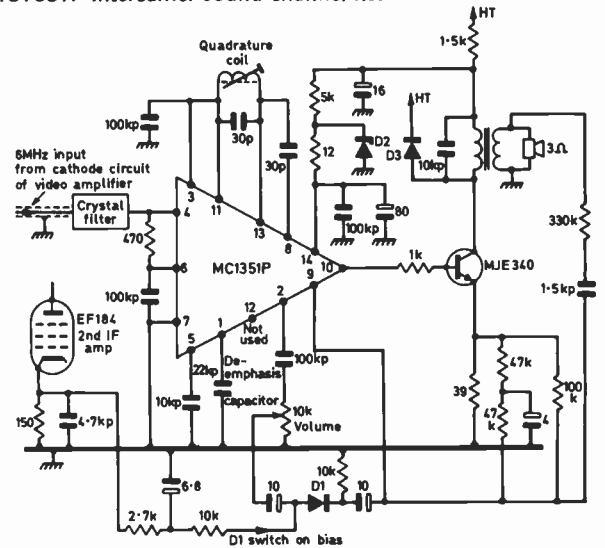 Intercarrier sound channel
HT
1·5k
Quadrature
coil
5k
16
HT
100kp
30p
30p
12
D2
D3
10kp
3Ω
6MHz input
from cathode circuit
of video amplifier
Crystal
filter
3
11
13
8
14
100kp
80
330k
4
470
10
1k
MJE340
1·5kp
6
MC1351P
9
100kp
12
2
EF184
2nd IF
amp
7
5
1
Not
used
100kp
47k
22kp
De-
emphasis
capacitor
39
100
k
150
4·7kp
10kp
10k
Volume
47
k
4
10k
6·8
10
D1
10
2·7k
10k
D1 switch on bias